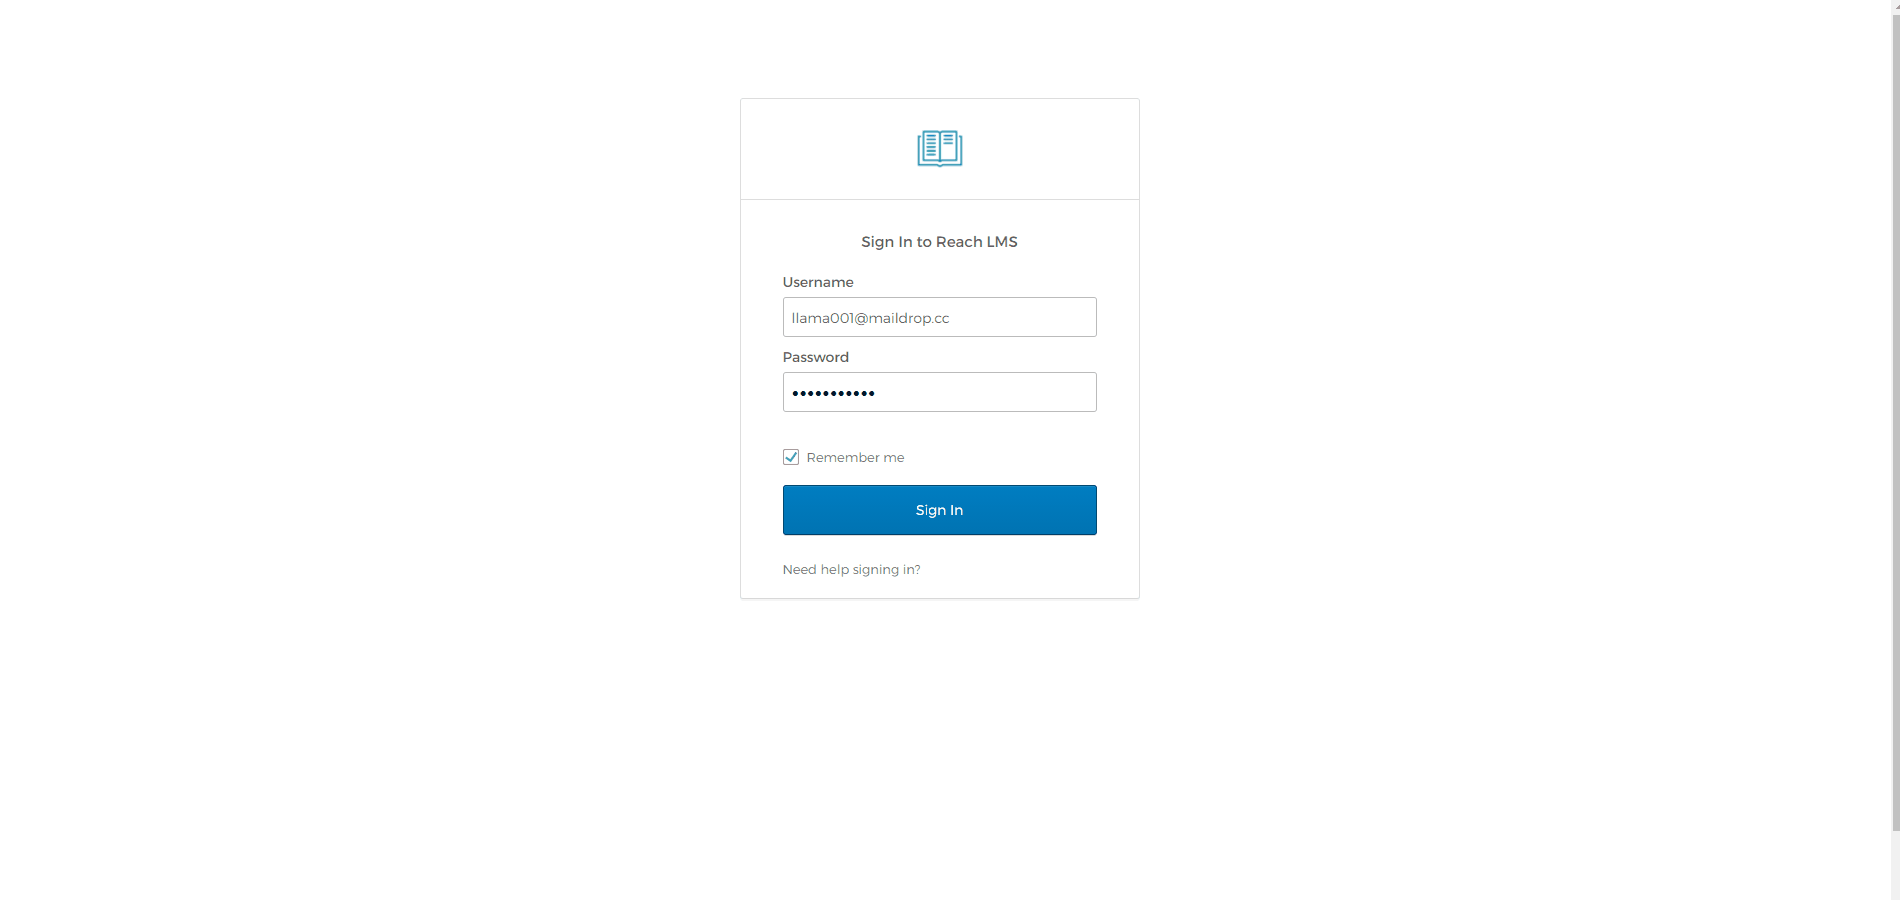 Sign In to Reach LMS
Username
llama001@maildrop.cc
Password
•••••••••••
Remember me
Sign In
Need help signing in?